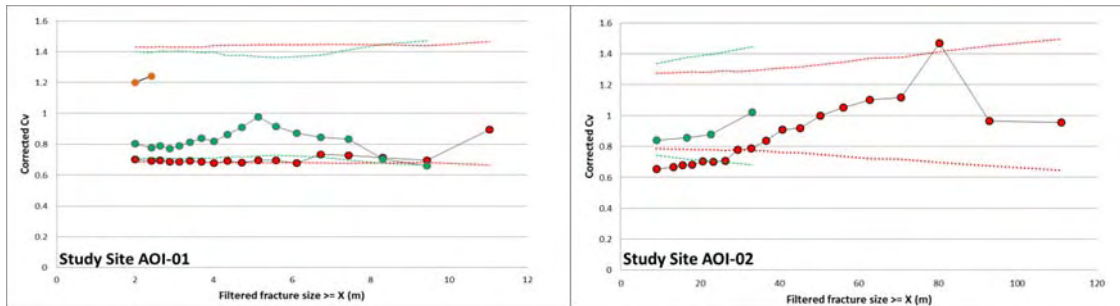 1.6
1.4
1.2
1
0.8
0.6
0.4
0.2
0
Corrected Cv
Study Site AOI-01
0 2 4 6 8 10 12
Filtered fracture size >= X (m)
1.6
1.4
1.2
1
0.8
0.6
0.4
0.2
0
Corrected Cv
Study Site AOI-02
0 20 40 60 80 100 120
Filtered fracture size >= X (m)